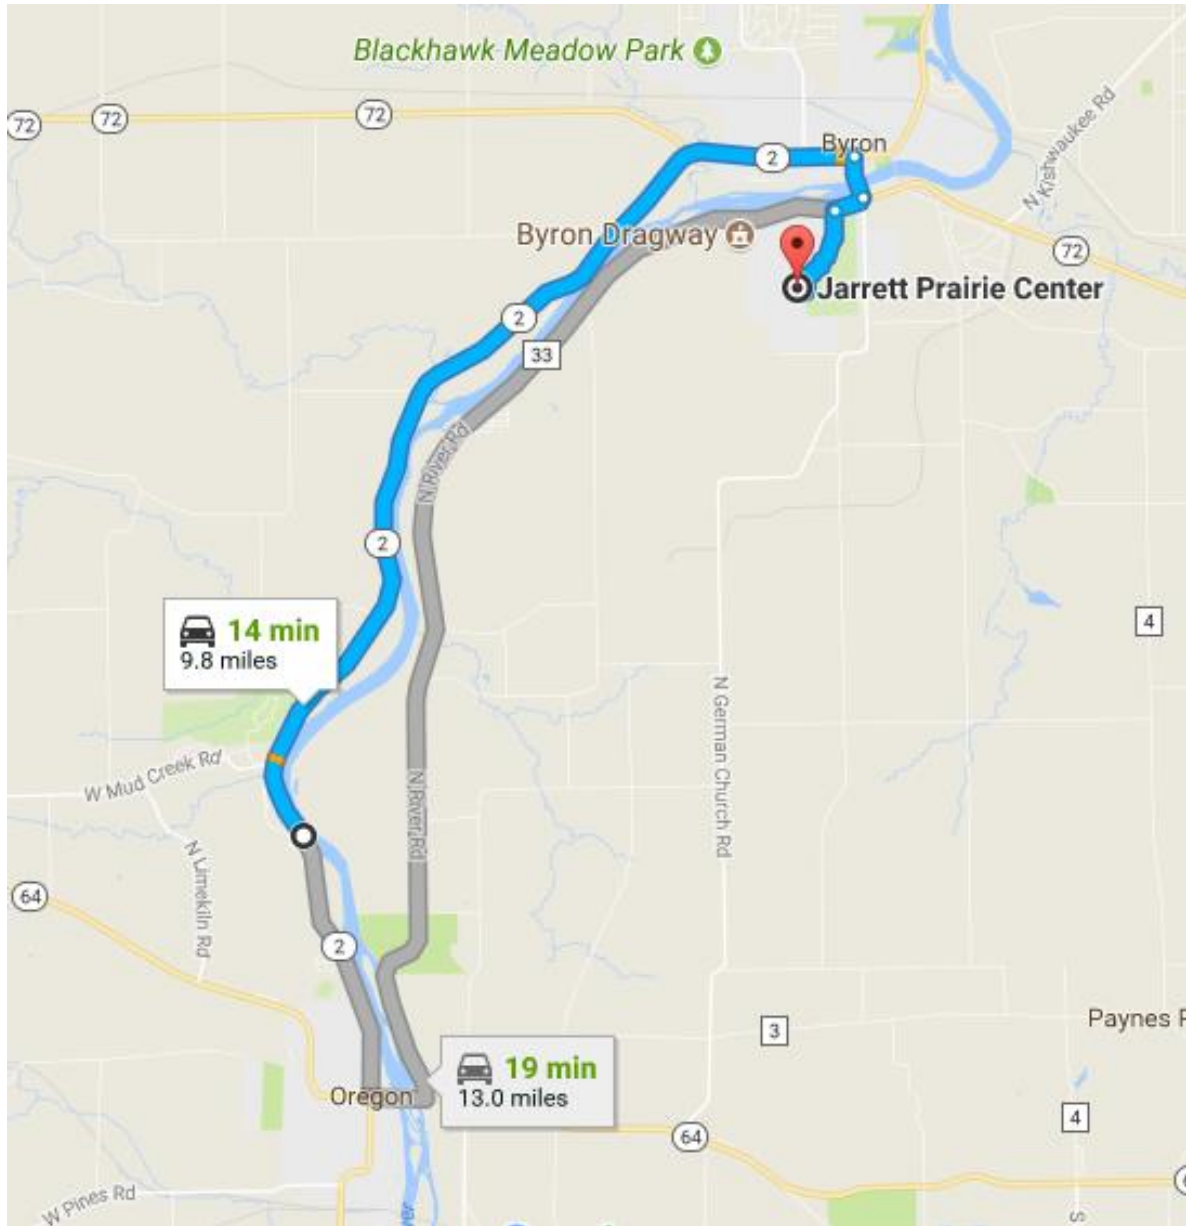 Blackhawk Meadow Park
72
72
72
N Kishwaukee Rd
2
Byron
Byron Dragway
72
Jarrett Prairie Center
2
33
N River Rd
2
14 min
9.8 miles
4
N German Church Rd
W Mud Creek Rd
N River Rd
N Limekiln Rd
64
2
3
Paynes
19 min
13.0 miles
Oregon
4
64
W Pines Rd
S